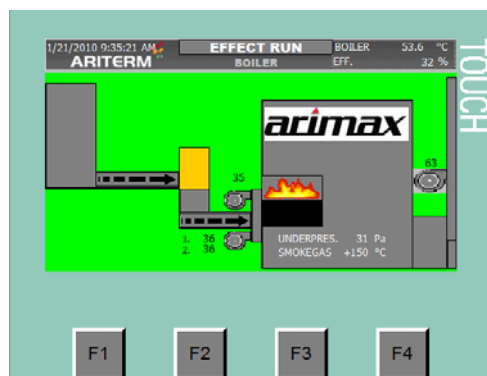 1/21/2010 9:35:21 AM EFFECT RUN BOILER 53.6 °C
ARITERM BOILER EFF. 32 %
TOUCH
arimax
35
63
1. 36
2. 36
UNDERPRES. 31 Pa
SMOKEGAS +150 °C
F1 F2 F3 F4